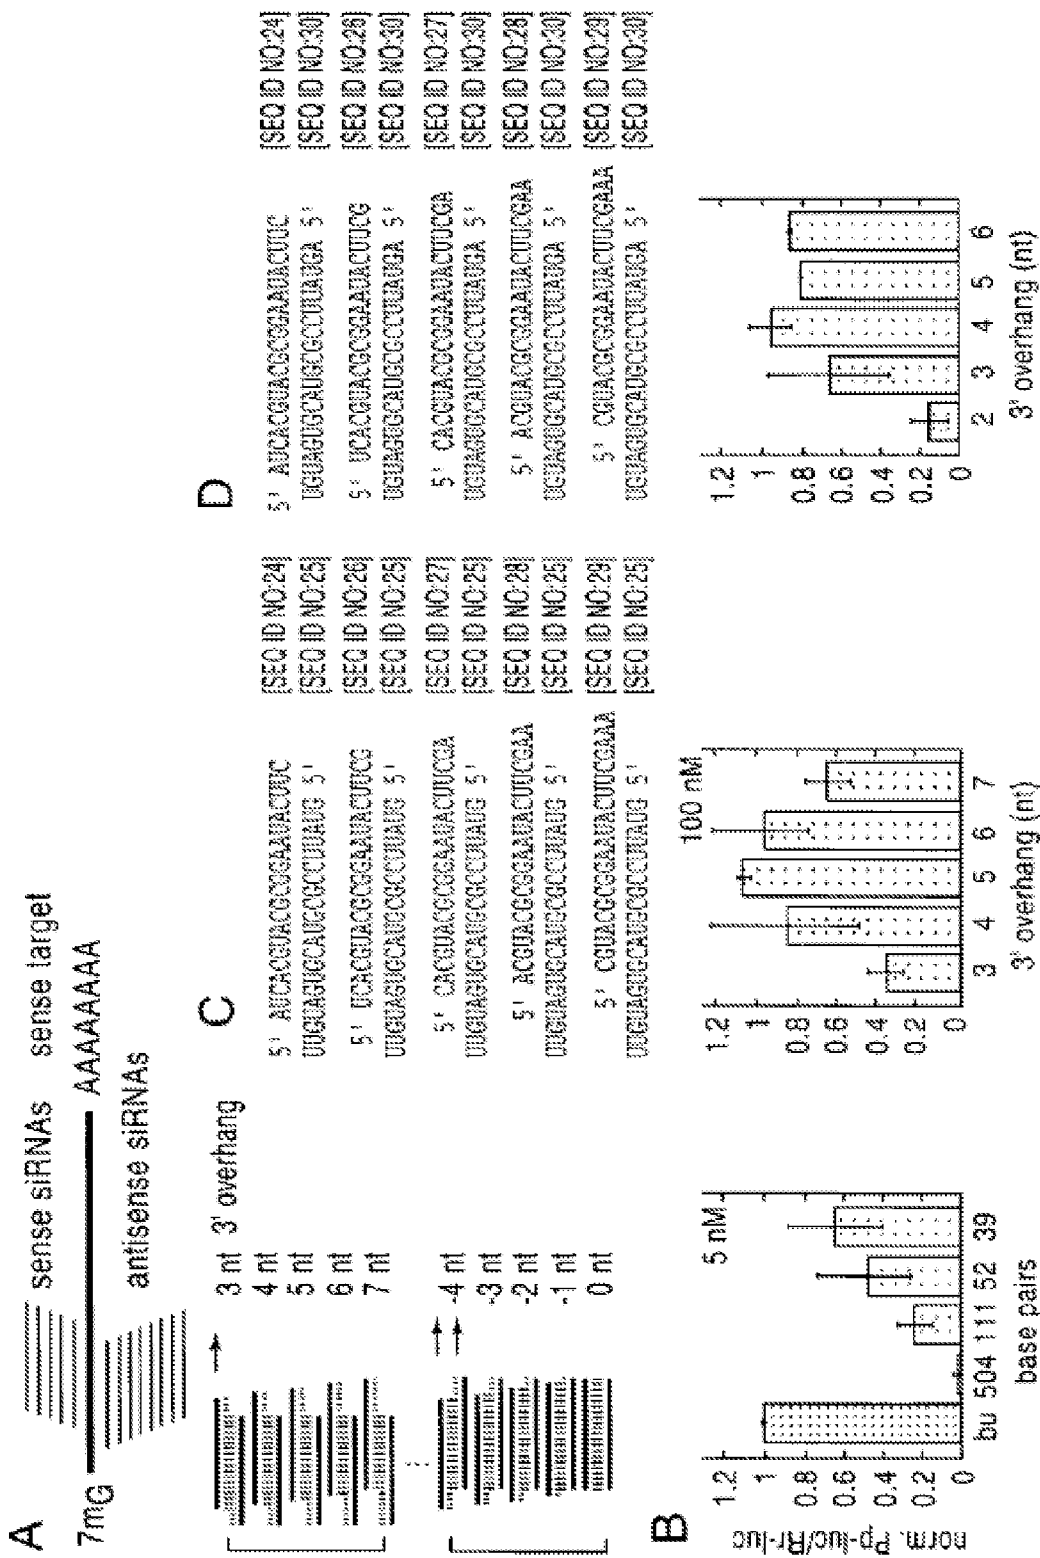 A
sense siRNAs sense target
7mG AAAAAAAA
antisense siRNAs
3' overhang
3 nt
4 nt
5 nt
6 nt
7 nt
-4 nt
-3 nt
-2 nt
-1 nt
0 nt
B
norm. Pp-luc/Rr-luc
5 nM
1.2
1
0.8
0.6
0.4
0.2
0
bu 504 111 52 39
base pairs
C
5' AUCACGUACGCGGAAUACUUC [SEQ ID NO:24]
UUGUAGUGCAUGCGCCUUAUG 5' [SEQ ID NO:25]
5' UCACGUACGCGGAAUACUUCG [SEQ ID NO:26]
UUGUAGUGCAUGCGCCUUAUG 5' [SEQ ID NO:25]
5' CACGUACGCGGAAUACUUCGA [SEQ ID NO:27]
UUGUAGUGCAUGCGCCUUAUG 5' [SEQ ID NO:25]
5' ACGUACGCGGAAUACUUCGAA [SEQ ID NO:28]
UUGUAGUGCAUGCGCCUUAUG 5' [SEQ ID NO:25]
5' CGUACGCGGAAUACUUCGAAA [SEQ ID NO:29]
UUGUAGUGCAUGCGCCUUAUG 5' [SEQ ID NO:25]
100 nM
1.2
1
0.8
0.6
0.4
0.2
0
3 4 5 6 7
3' overhang (nt)
D
5' AUCACGUACGCGGAAUACUUC [SEQ ID NO:24]
UGUAGUGCAUGCGCCUUAUGA 5' [SEQ ID NO:30]
5' UCACGUACGCGGAAUACUUCG [SEQ ID NO:26]
UGUAGUGCAUGCGCCUUAUGA 5' [SEQ ID NO:30]
5' CACGUACGCGGAAUACUUCGA [SEQ ID NO:27]
UGUAGUGCAUGCGCCUUAUGA 5' [SEQ ID NO:30]
5' ACGUACGCGGAAUACUUCGAA [SEQ ID NO:28]
UGUAGUGCAUGCGCCUUAUGA 5' [SEQ ID NO:30]
5' CGUACGCGGAAUACUUCGAAA [SEQ ID NO:29]
UGUAGUGCAUGCGCCUUAUGA 5' [SEQ ID NO:30]
1.2
1
0.8
0.6
0.4
0.2
0
2 3 4 5 6
3' overhang (nt)